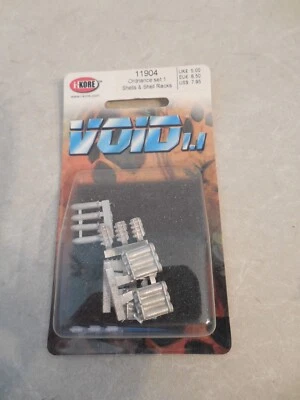 KORE
11904
Ordnance set 1
Shells & Shell Racks
UK£ 5.00
EU€ 8.50
US$ 7.95
VOID 1.1